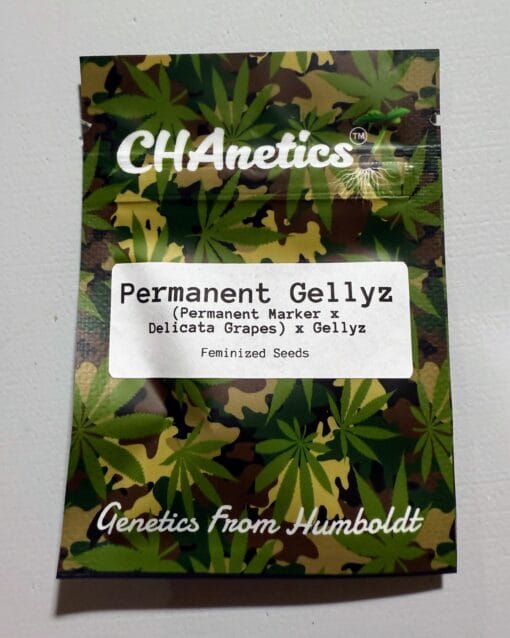 CHAnetics™
Permanent Gellyz
(Permanent Marker x
Delicata Grapes) x Gellyz
Feminized Seeds
Genetics From Humboldt